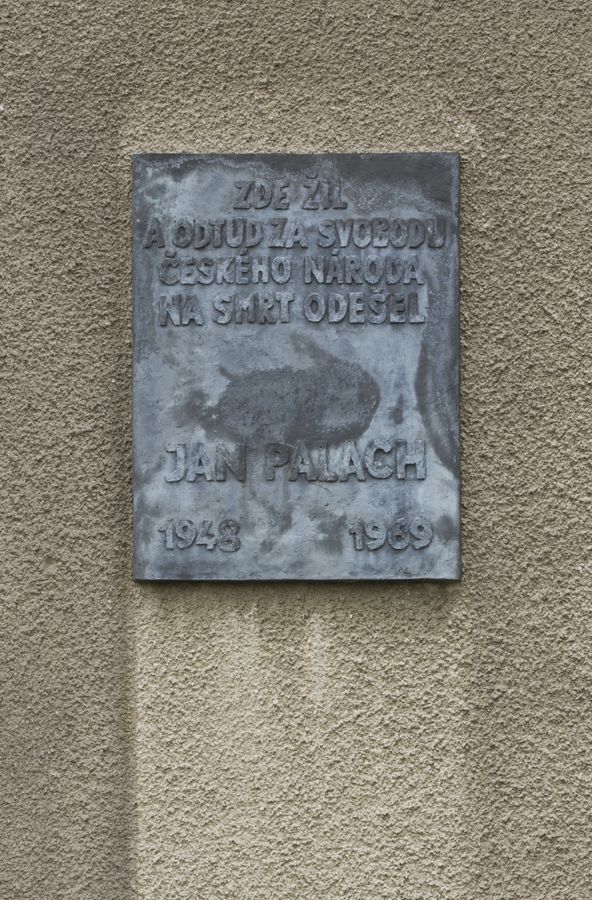 ZDE ŽIL
A ODTUD ZA SVOBODU
ČESKÉHO NÁRODA
NA SMRT ODEŠEL
JAN PALACH
1948 1969